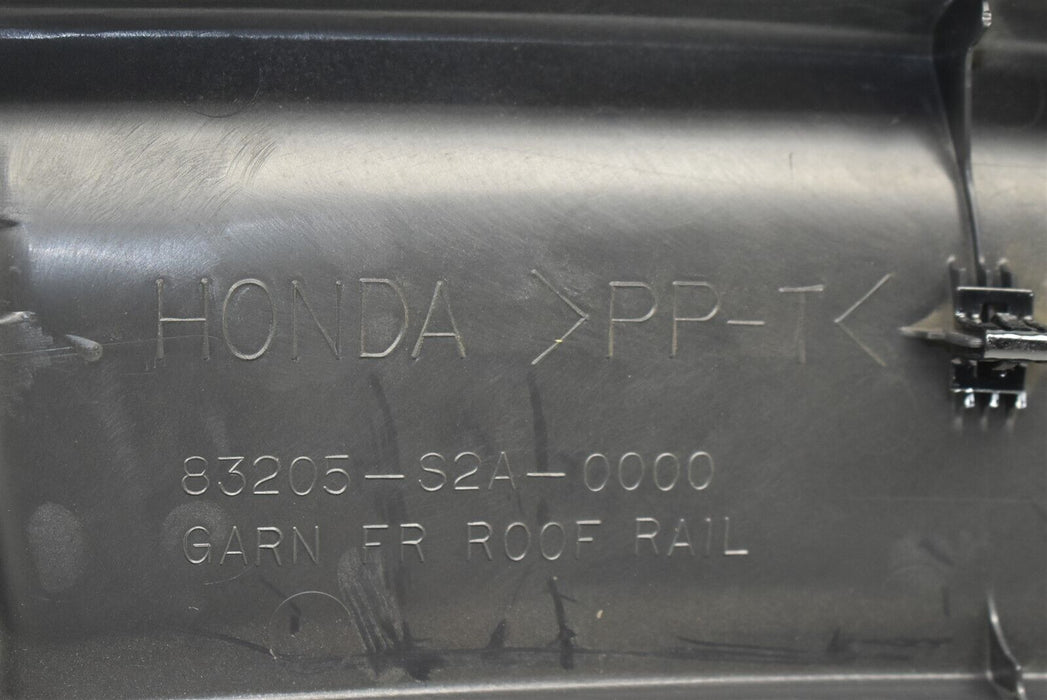 HONDA >PP-T<
83205-S2A-0000
GARN FR ROOF RAIL